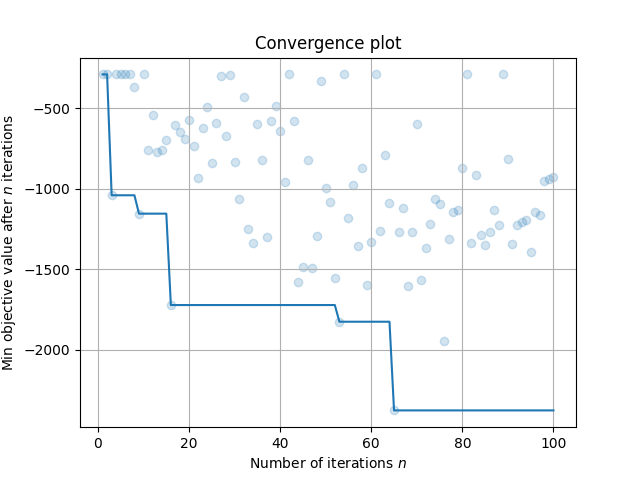 Convergence plot
Min objective value after n iterations
−500
−1000
−1500
−2000
0 20 40 60 80 100
Number of iterations n